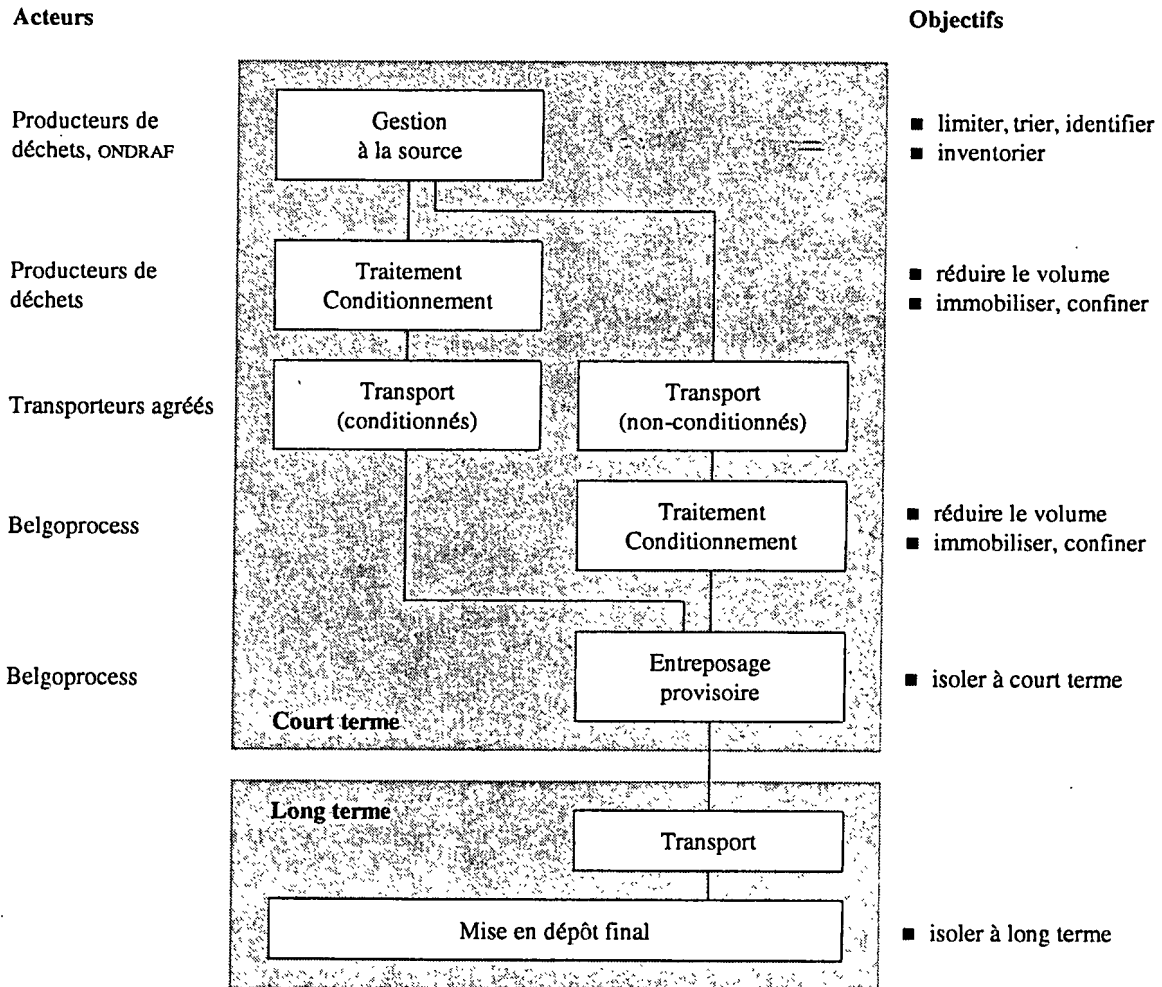 Acteurs
Objectifs
Producteurs de
déchets, ONDRAF
Gestion
à la source
■ limiter, trier, identifier
■ inventorier
Producteurs de
déchets
Traitement
Conditionnement
■ réduire le volume
■ immobiliser, confiner
Transporteurs agréés
Transport
(conditionnés)
Transport
(non-conditionnés)
Belgoprocess
Traitement
Conditionnement
■ réduire le volume
■ immobiliser, confiner
Belgoprocess
Entreposage
provisoire
■ isoler à court terme
Court terme
Long terme
Transport
Mise en dépôt final
■ isoler à long terme